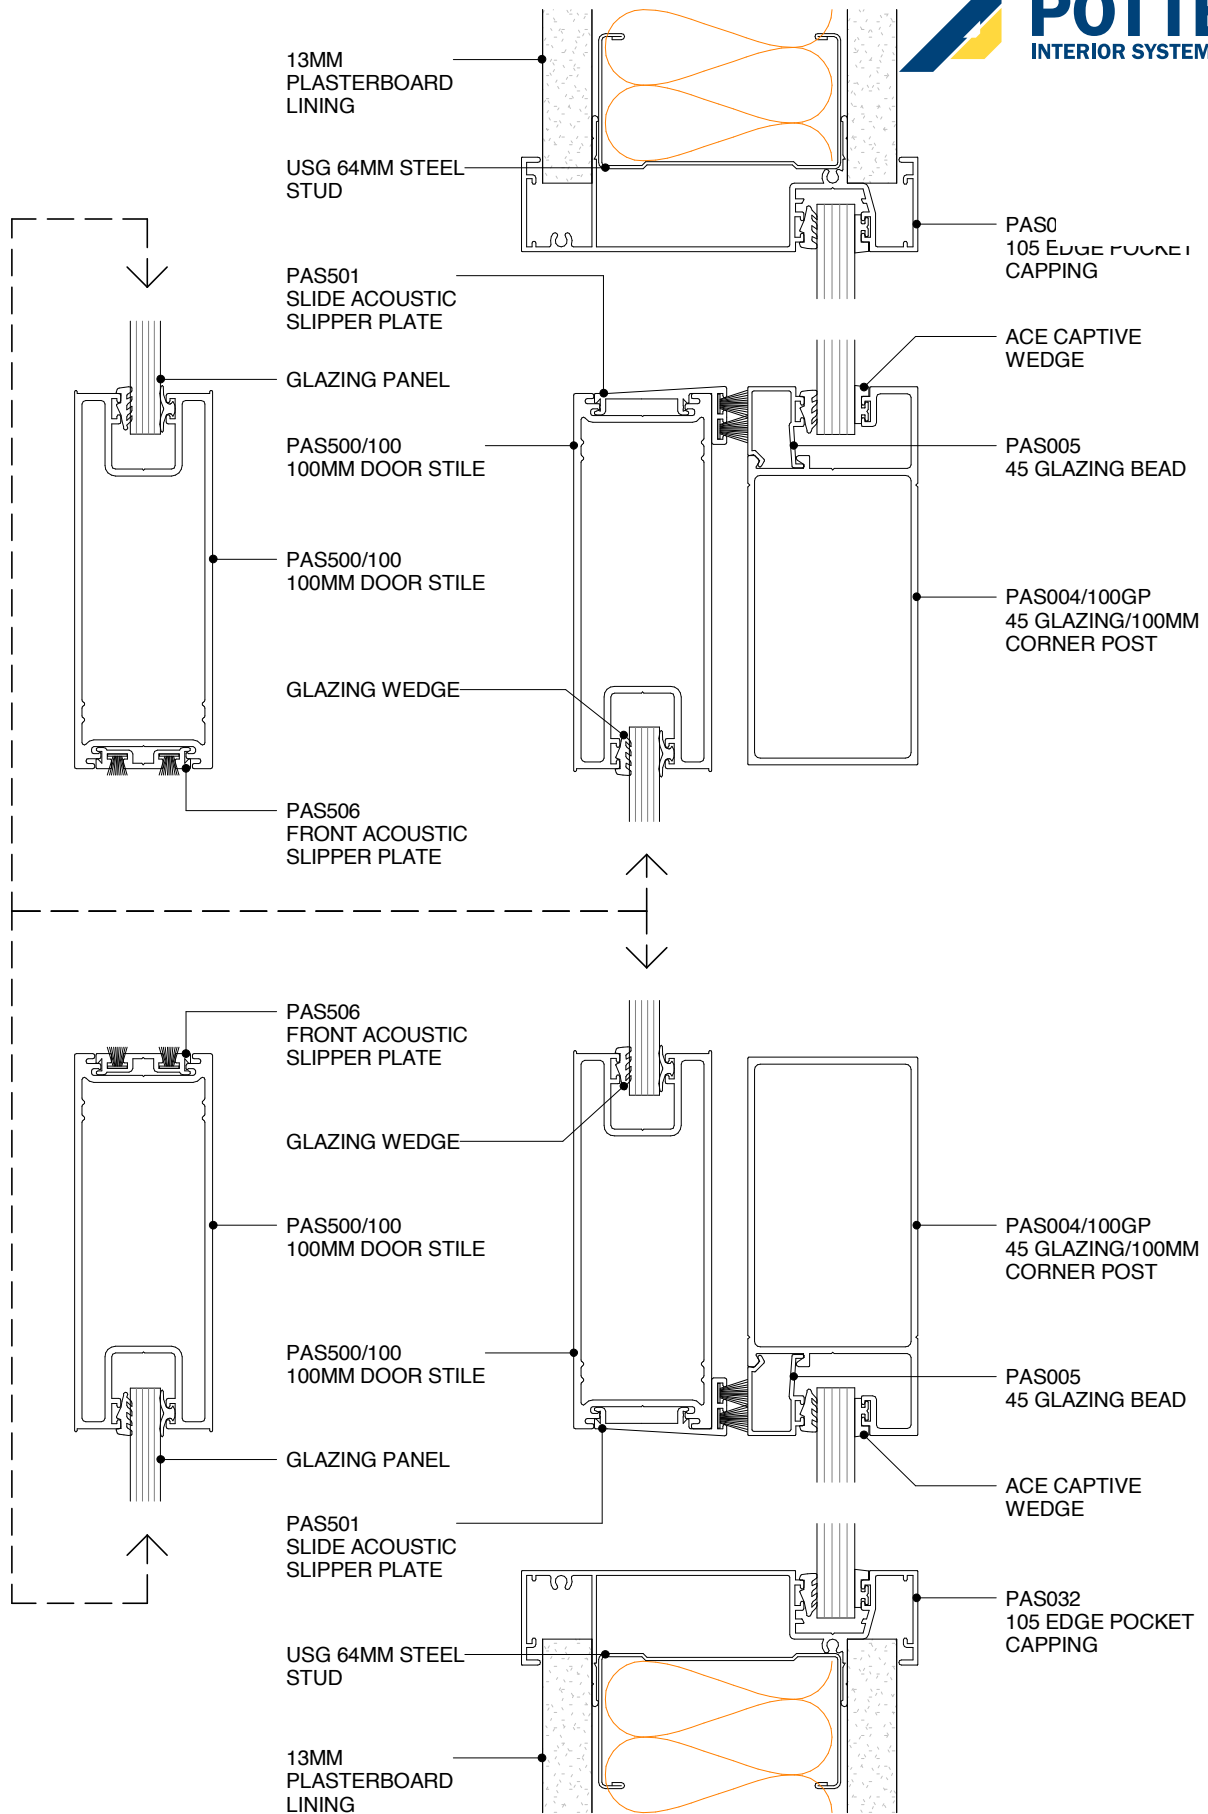 POTTE
INTERIOR SYSTEM
13MM
PLASTERBOARD
LINING
USG 64MM STEEL
STUD
PAS0
105 EDGE POCKET
CAPPING
PAS501
SLIDE ACOUSTIC
SLIPPER PLATE
ACE CAPTIVE
WEDGE
GLAZING PANEL
PAS500/100
100MM DOOR STILE
PAS005
45 GLAZING BEAD
PAS500/100
100MM DOOR STILE
PAS004/100GP
45 GLAZING/100MM
CORNER POST
GLAZING WEDGE
PAS506
FRONT ACOUSTIC
SLIPPER PLATE
PAS506
FRONT ACOUSTIC
SLIPPER PLATE
GLAZING WEDGE
PAS500/100
100MM DOOR STILE
PAS004/100GP
45 GLAZING/100MM
CORNER POST
PAS500/100
100MM DOOR STILE
PAS005
45 GLAZING BEAD
GLAZING PANEL
ACE CAPTIVE
WEDGE
PAS501
SLIDE ACOUSTIC
SLIPPER PLATE
PAS032
105 EDGE POCKET
CAPPING
USG 64MM STEEL
STUD
13MM
PLASTERBOARD
LINING